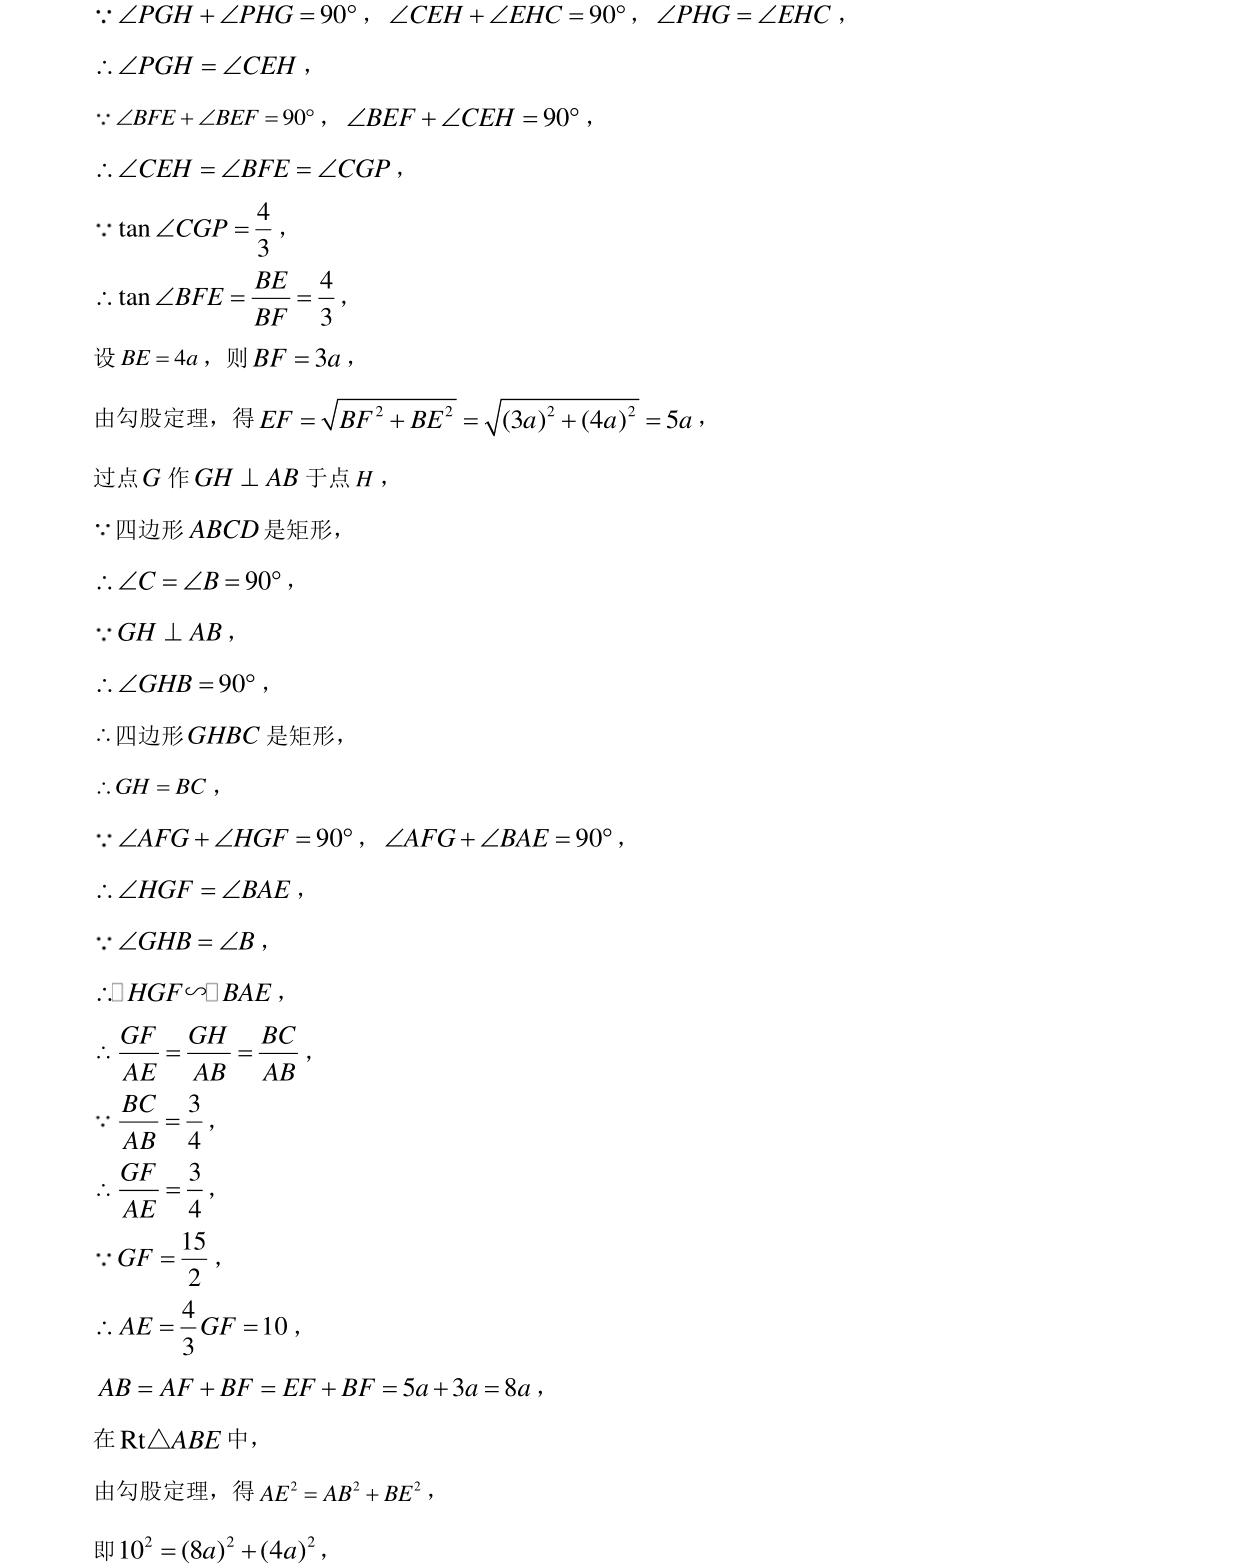 ∵∠PGH+∠PHG=90°，∠CEH+∠EHC=90°，∠PHG=∠EHC，
∴∠PGH=∠CEH，
∵∠BFE+∠BEF=90°，∠BEF+∠CEH=90°，
∴∠CEH=∠BFE=∠CGP，
∵tan∠CGP=4/3，
∴tan∠BFE=BE/BF=4/3，
设BE=4a，则BF=3a，
由勾股定理，得EF=√(BF²+BE²)=√((3a)²+(4a)²)=5a，
过点G作GH⊥AB于点H，
∵四边形ABCD是矩形，
∴∠C=∠B=90°，
∵GH⊥AB，
∴∠GHB=90°，
∴四边形GHBC是矩形，
∴GH=BC，
∵∠AFG+∠HGF=90°，∠AFG+∠BAE=90°，
∴∠HGF=∠BAE，
∵∠GHB=∠B，
∴□HGF∽□BAE，
∴GF/AE=GH/AB=BC/AB，
∵BC/AB=3/4，
∴GF/AE=3/4，
∵GF=15/2，
∴AE=4/3GF=10，
AB=AF+BF=EF+BF=5a+3a=8a，
在Rt△ABE中，
由勾股定理，得AE²=AB²+BE²，
即10²=(8a)²+(4a)²，